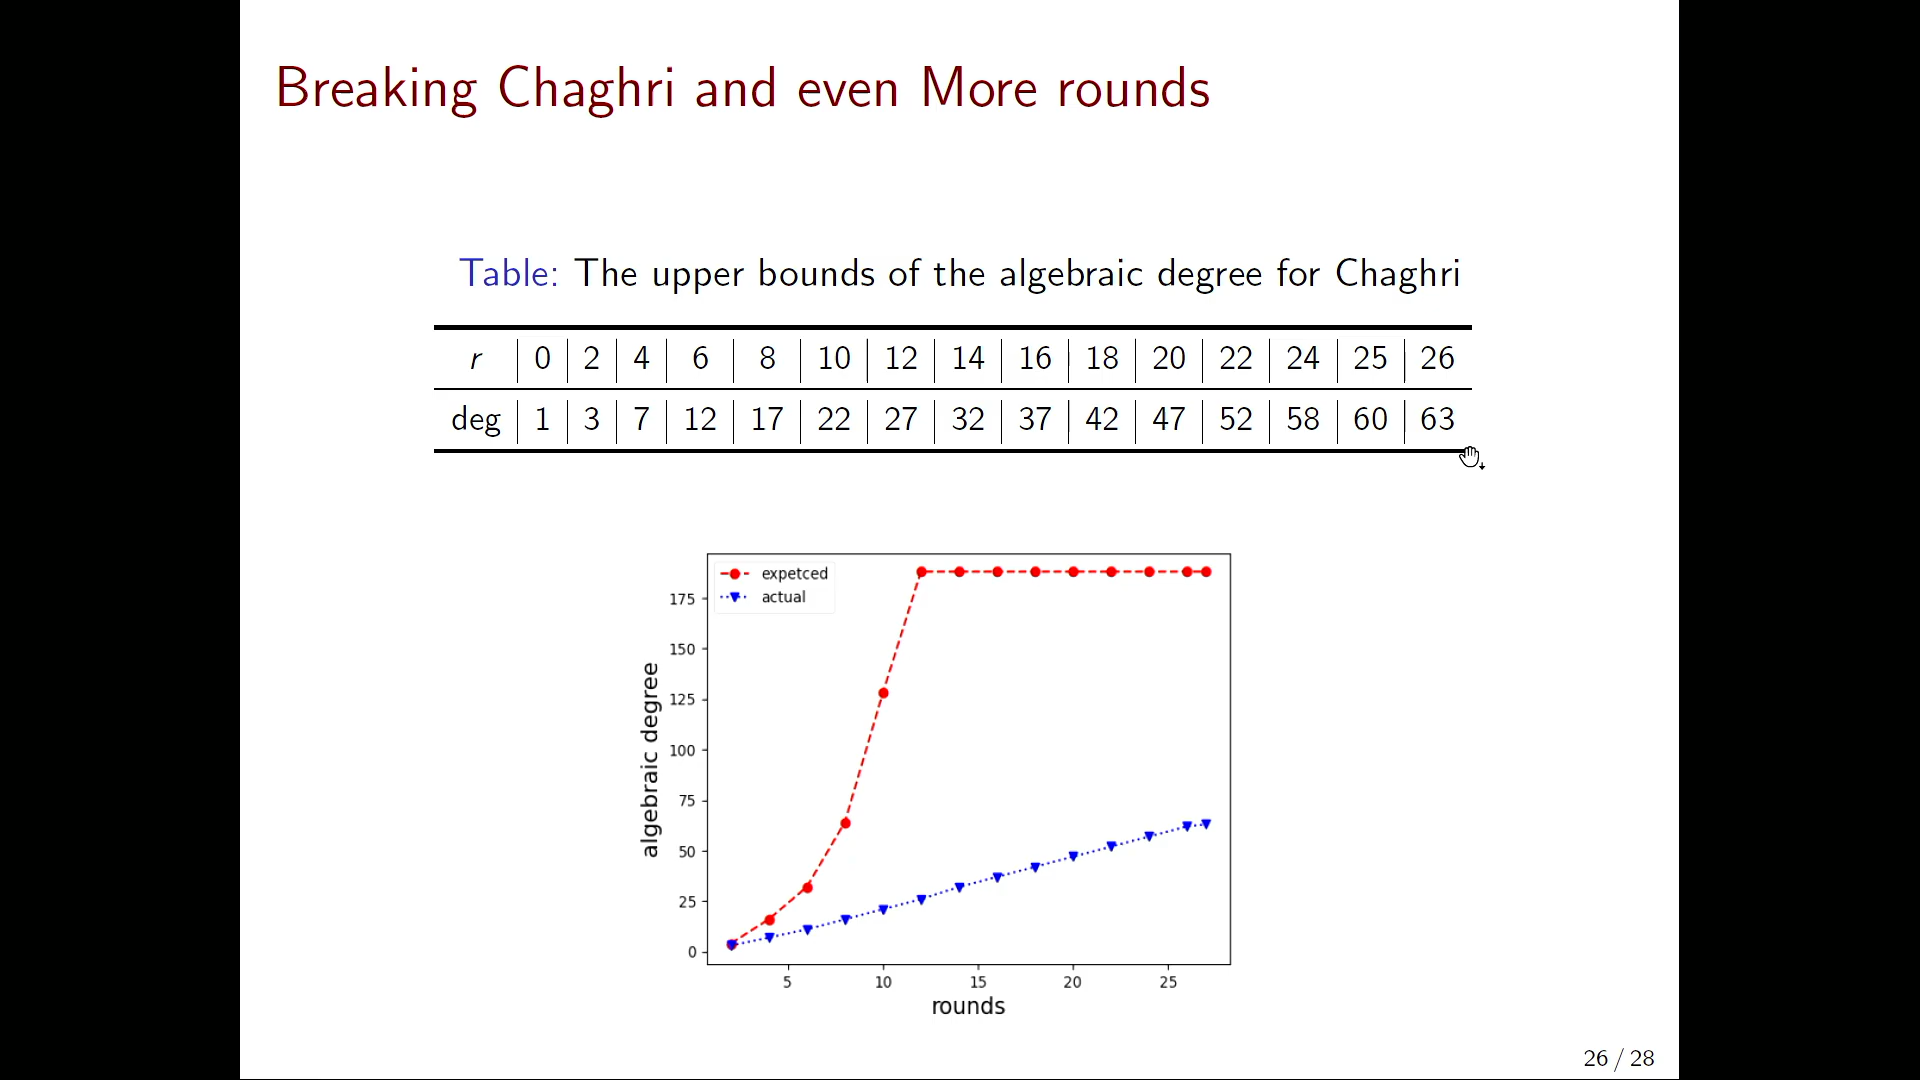 Breaking Chaghri and even More rounds
Table: The upper bounds of the algebraic degree for Chaghri
r 0 2 4 6 8 10 12 14 16 18 20 22 24 25 26
deg 1 3 7 12 17 22 27 32 37 42 47 52 58 60 63
expetced
actual
175
150
125
100
75
50
25
0
algebraic degree
5 10 15 20 25
rounds
26 / 28